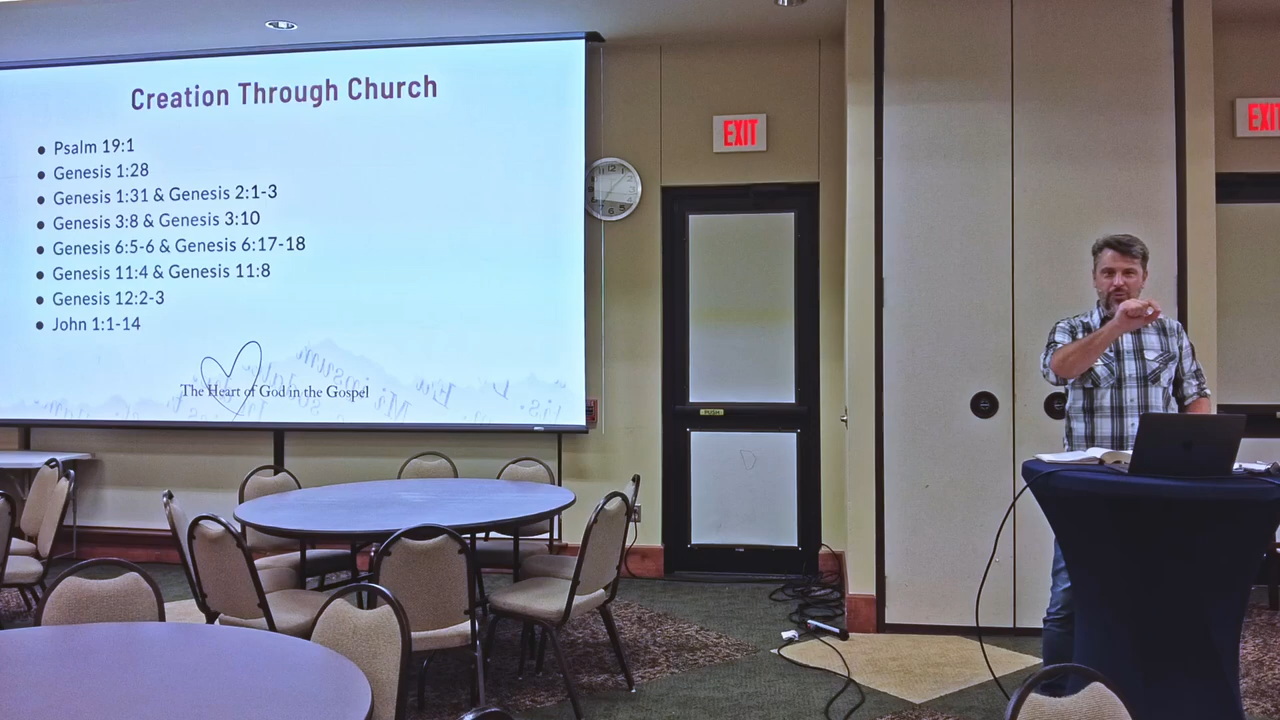 Creation Through Church
• Psalm 19:1
• Genesis 1:28
• Genesis 1:31 & Genesis 2:1-3
• Genesis 3:8 & Genesis 3:10
• Genesis 6:5-6 & Genesis 6:17-18
• Genesis 11:4 & Genesis 11:8
• Genesis 12:2-3
• John 1:1-14
The Heart of God in the Gospel
EXIT
EXIT
PUSH